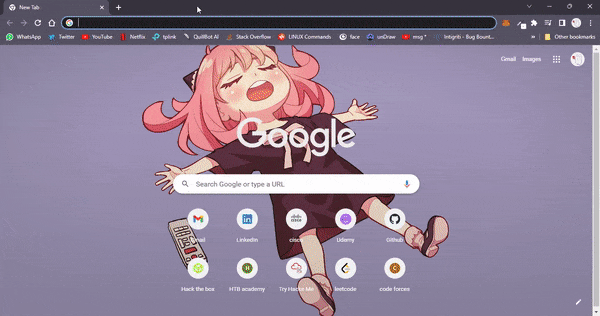 New Tab
WhatsApp Twitter YouTube Netflix tplink QuillBot AI Stack Overflow LINUX Commands face unDraw msg * Intigriti - Bug Bount... » Other bookmarks
Gmail Images
Google
Search Google or type a URL
Gmail LinkedIn cisco Udemy Github
Hack the box HTB academy Try Hack Me leetcode code forces